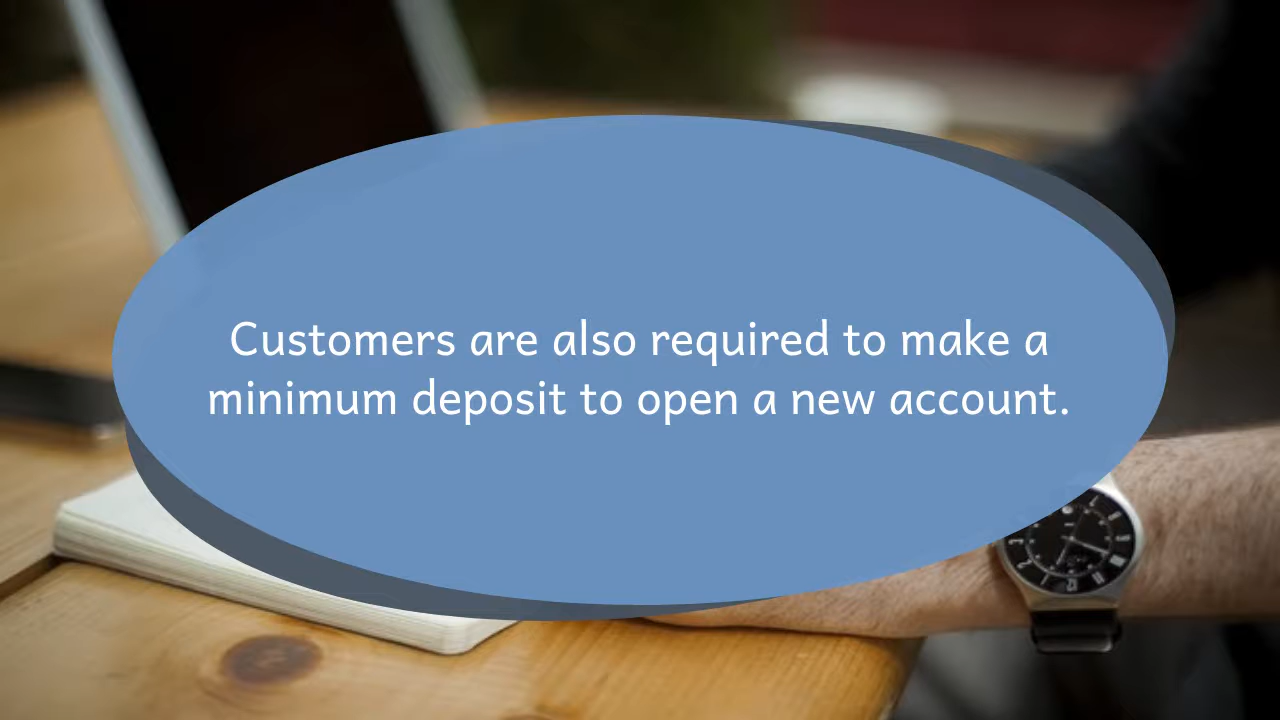 Customers are also required to make a
minimum deposit to open a new account.